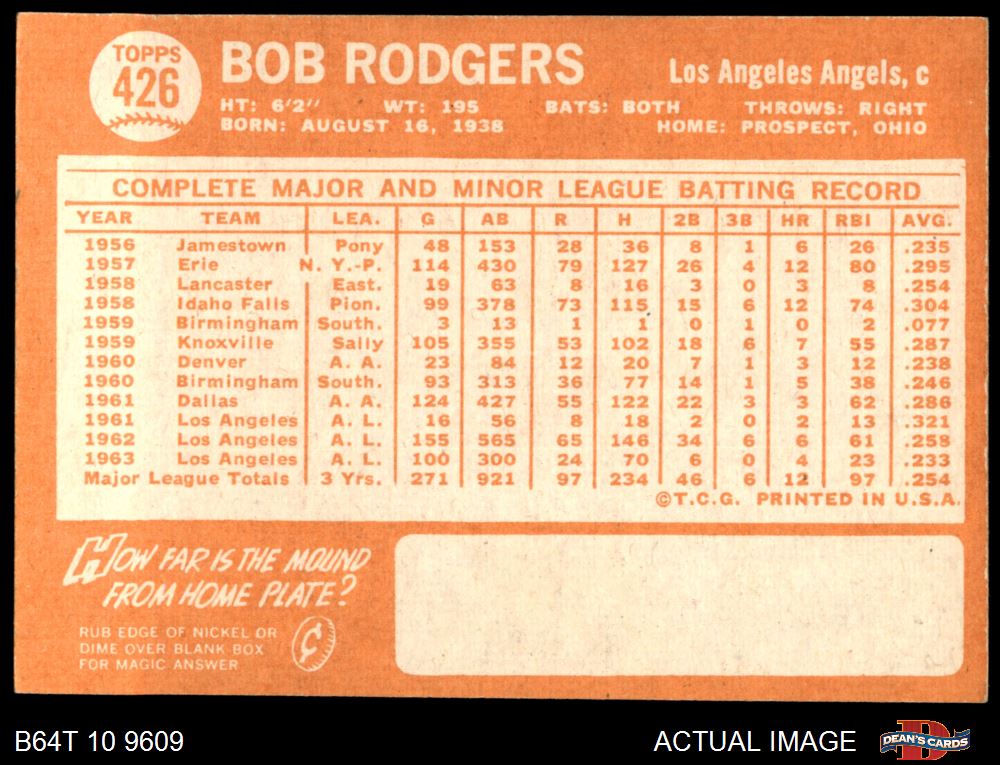 TOPPS
426
BOB RODGERS
Los Angeles Angels, c
HT: 6'2" WT: 195 BATS: BOTH THROWS: RIGHT
BORN: AUGUST 16, 1938 HOME: PROSPECT, OHIO
COMPLETE MAJOR AND MINOR LEAGUE BATTING RECORD
YEAR TEAM LEA. G AB R H 2B 3B HR RBI AVG.
1956 Jamestown Pony 48 153 28 36 8 1 6 26 .235
1957 Erie N. Y.-P. 114 430 79 127 26 4 12 80 .295
1958 Lancaster East. 19 63 8 16 3 0 3 8 .254
1958 Idaho Falls Pion. 99 378 73 115 15 6 12 74 .304
1959 Birmingham South. 3 13 1 1 0 1 0 2 .077
1959 Knoxville Sally 105 355 53 102 18 6 7 55 .287
1960 Denver A. A. 23 84 12 20 7 1 3 12 .238
1960 Birmingham South. 93 313 36 77 14 1 5 38 .246
1961 Dallas A. A. 124 427 55 122 22 3 3 62 .286
1961 Los Angeles A. L. 16 56 8 18 2 0 2 13 .321
1962 Los Angeles A. L. 155 565 65 146 34 6 6 61 .258
1963 Los Angeles A. L. 100 300 24 70 6 0 4 23 .233
Major League Totals 3 Yrs. 271 921 97 234 46 6 12 97 .254
©T.C.G. PRINTED IN U.S.A.
HOW FAR IS THE MOUND
FROM HOME PLATE?
RUB EDGE OF NICKEL OR
DIME OVER BLANK BOX
FOR MAGIC ANSWER
¢
B64T 10 9609
ACTUAL IMAGE
DEAN'S CARDS